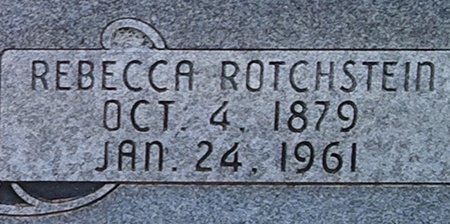 REBECCA ROTCHSTEIN
OCT. 4, 1879
JAN. 24, 1961